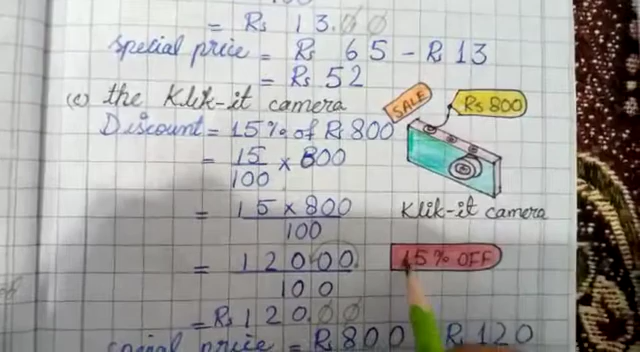 = Rs 13.00
special price = Rs 65 - Rs 13
= Rs 52
(c) the Klik-it camera
SALE
Rs 800
Discount = 15% of Rs 800
= 15/100 × 800
= 15 × 800/100
Klik-it camera
= 12000/100
15% OFF
= Rs 120.00
special price = Rs 800 Rs 120